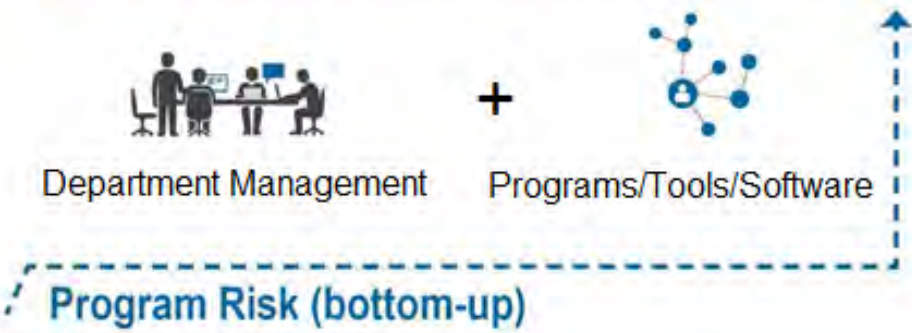 +
Department Management
Programs/Tools/Software
Program Risk (bottom-up)